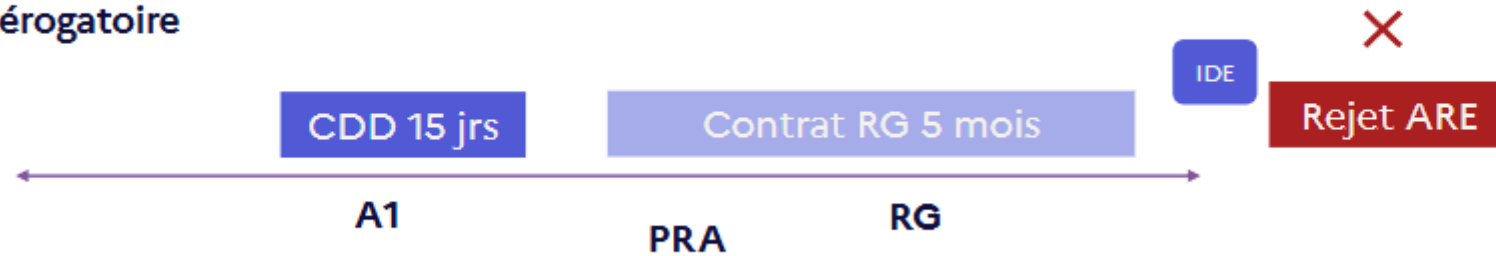 érogatoire
IDE
CDD 15 jrs
Contrat RG 5 mois
Rejet ARE
A1
RG
PRA